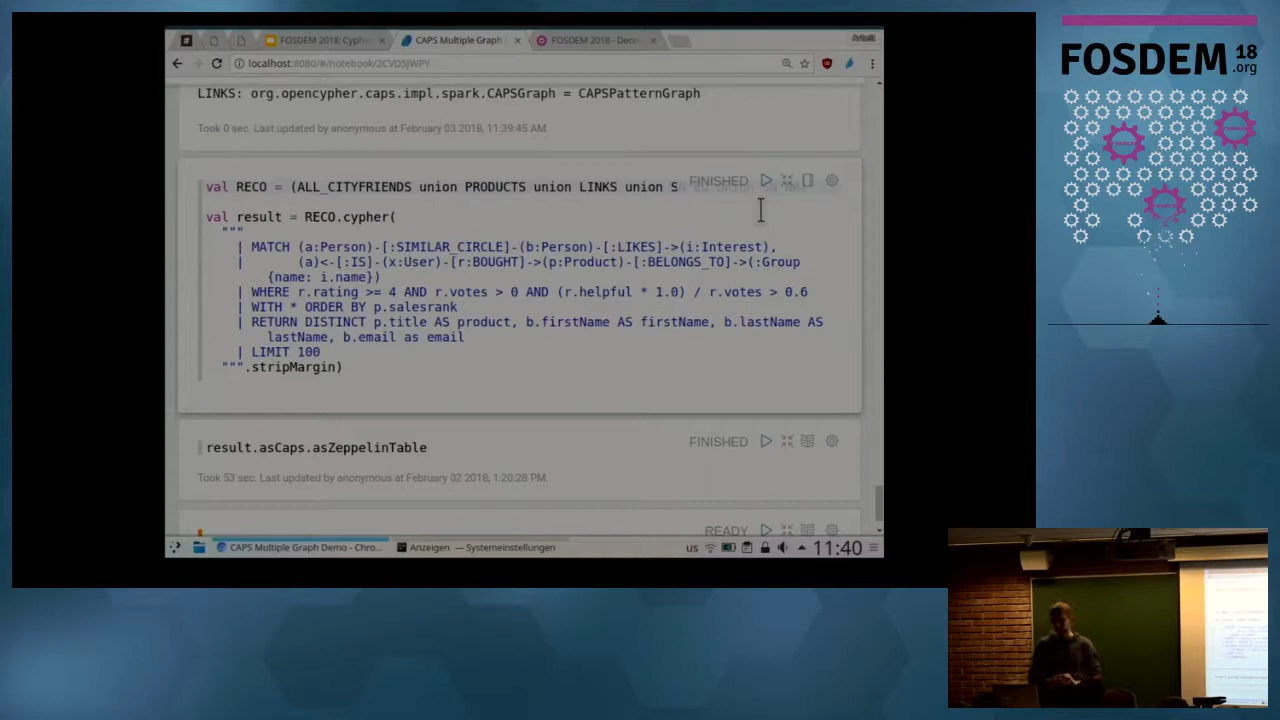 FOSDEM 2018: Cyph
CAPS Multiple Graph
FOSDEM 2018 - Dec
localhost:8080/#/notebook/2CVD5JWPY
LINKS: org.opencypher.caps.impl.spark.CAPSGraph = CAPSPatternGraph
Took 0 sec. Last updated by anonymous at February 03 2018, 11:39:45 AM.
val RECO = (ALL_CITYFRIENDS union PRODUCTS union LINKS union S
FINISHED
val result = RECO.cypher(
"""
| MATCH (a:Person)-[:SIMILAR_CIRCLE]-(b:Person)-[:LIKES]->(i:Interest),
| (a)<-[:IS]-(x:User)-[r:BOUGHT]->(p:Product)-[:BELONGS_TO]->(:Group
{name: i.name})
| WHERE r.rating >= 4 AND r.votes > 0 AND (r.helpful * 1.0) / r.votes > 0.6
| WITH * ORDER BY p.salesrank
| RETURN DISTINCT p.title AS product, b.firstName AS firstName, b.lastName AS
lastName, b.email as email
| LIMIT 100
""".stripMargin)
result.asCaps.asZeppelinTable
FINISHED
Took 53 sec. Last updated by anonymous at February 02 2018, 1:20:28 PM.
READY
CAPS Multiple Graph Demo - Chro...
Anzeigen — Systemeinstellungen
us
11:40
FOSDEM 18
.org